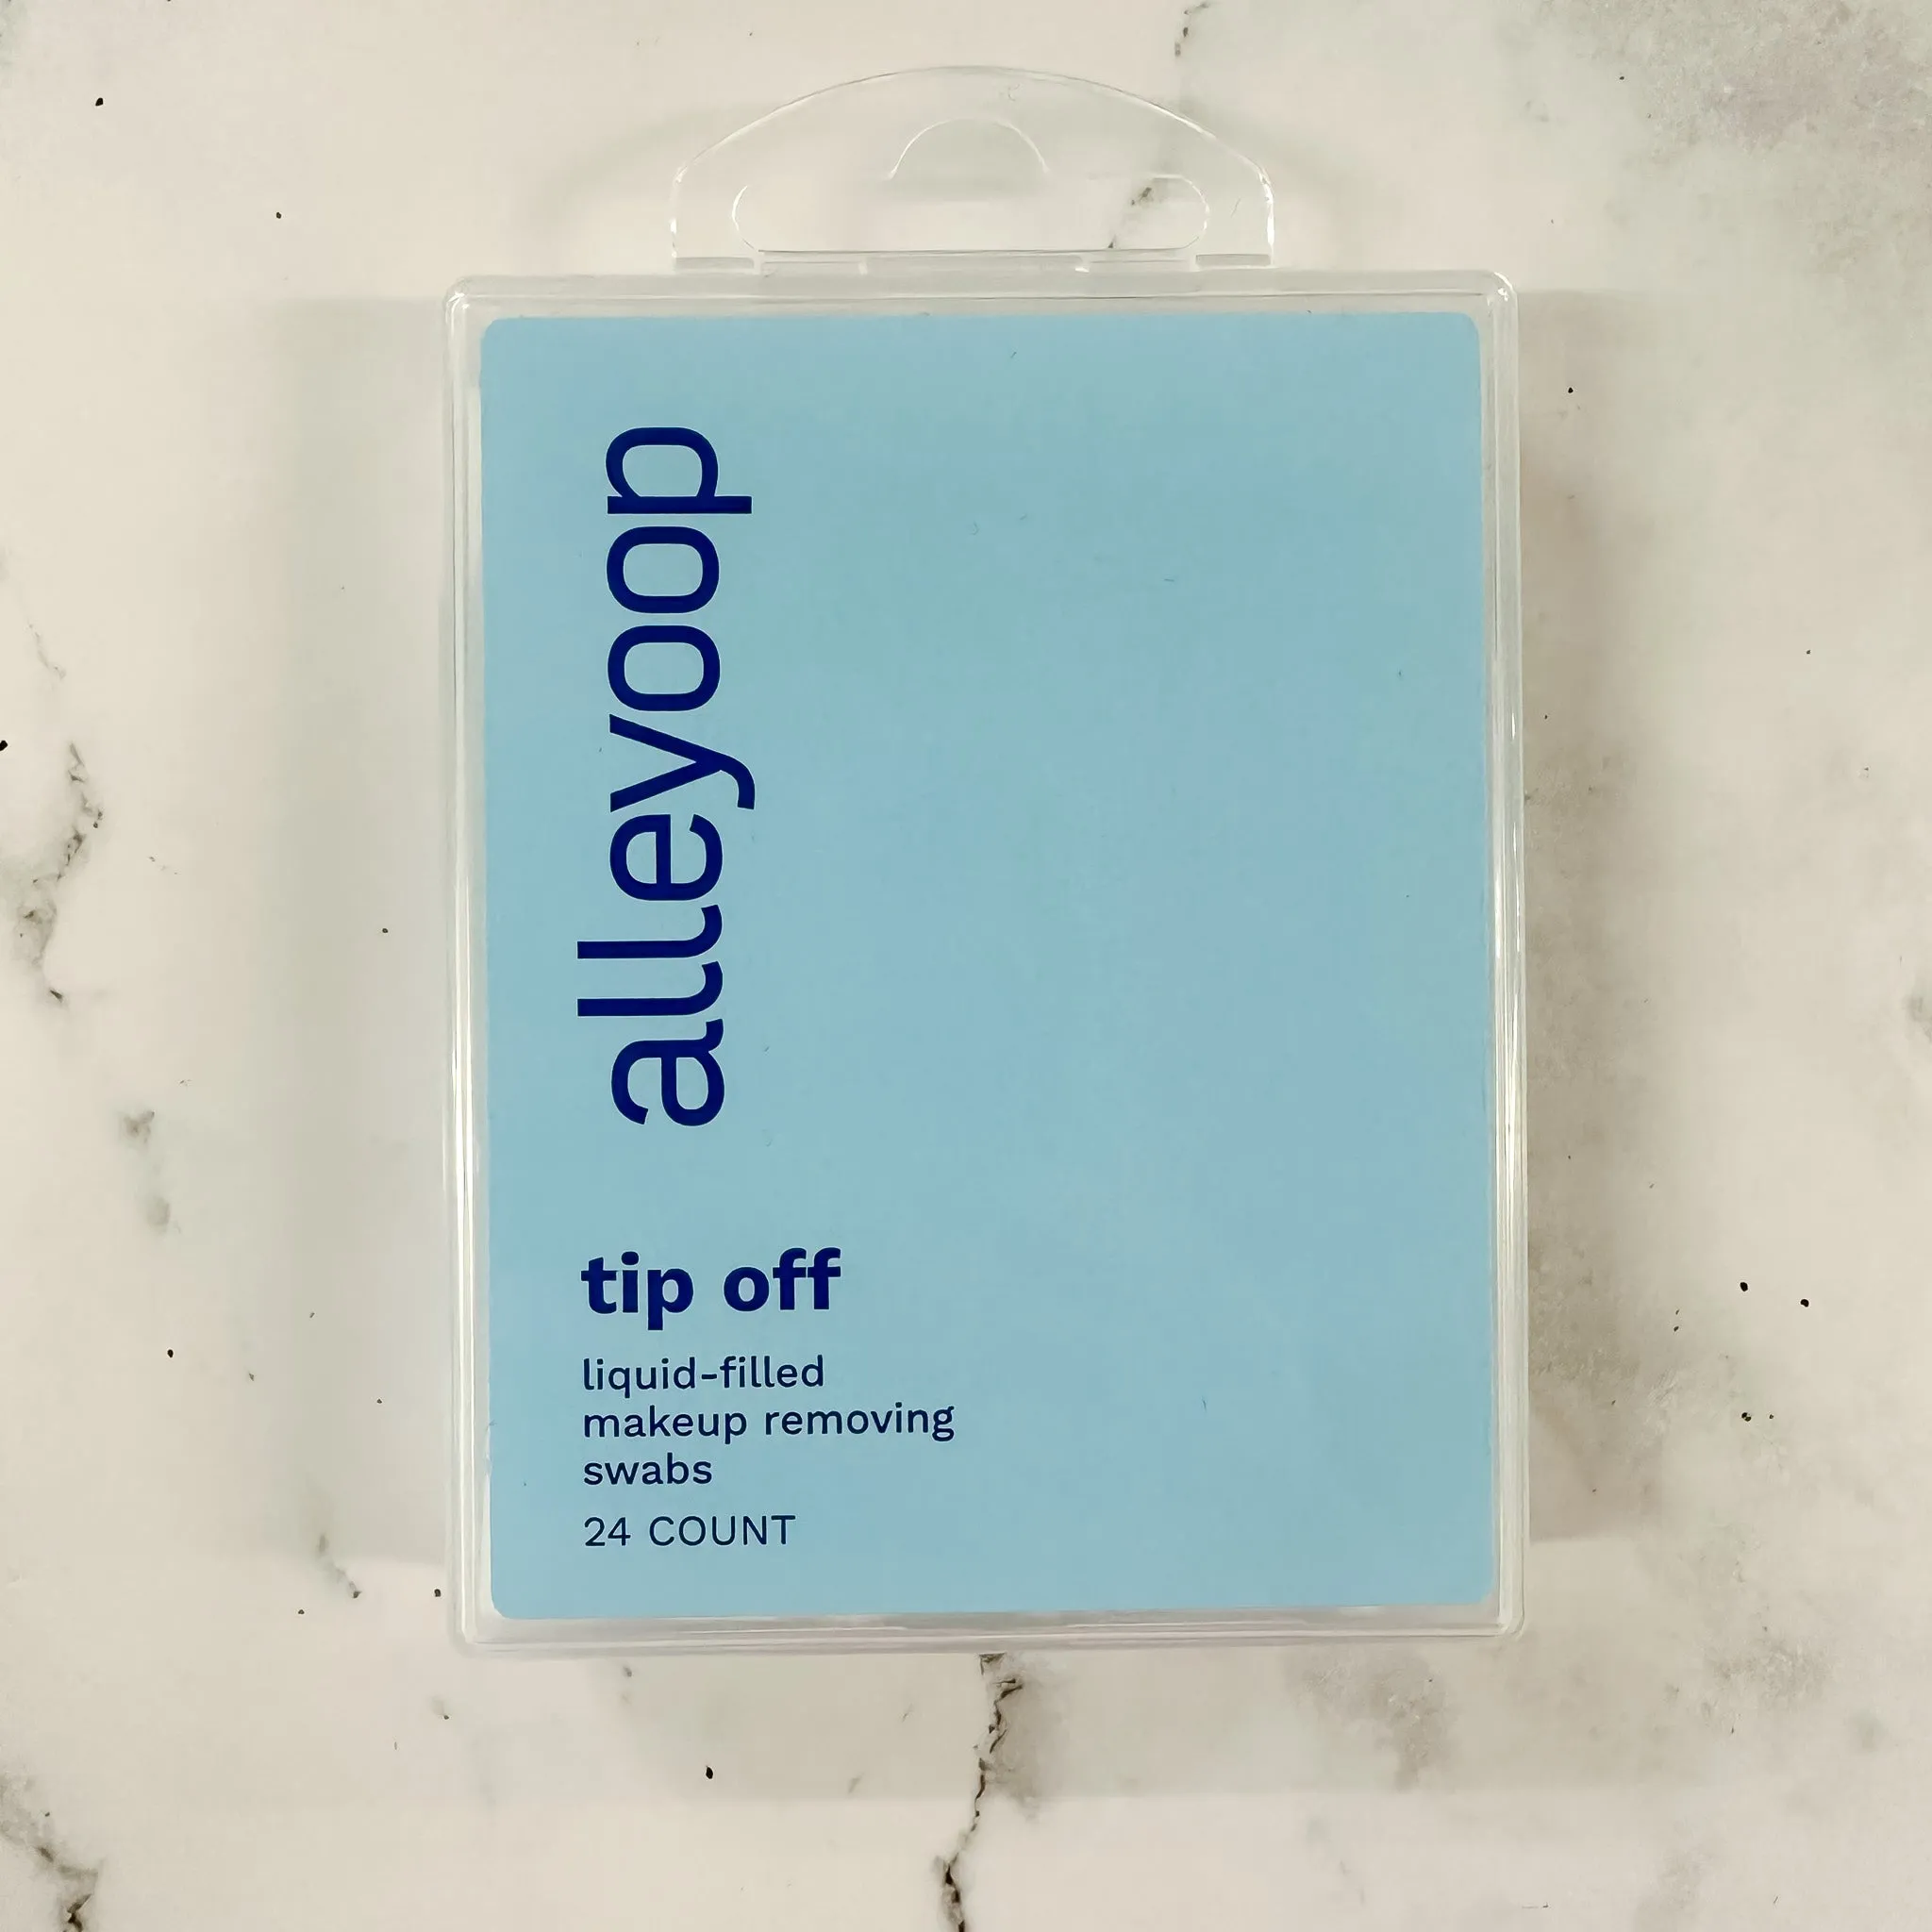 alleyoop
tip off
liquid-filled
makeup removing
swabs
24 COUNT